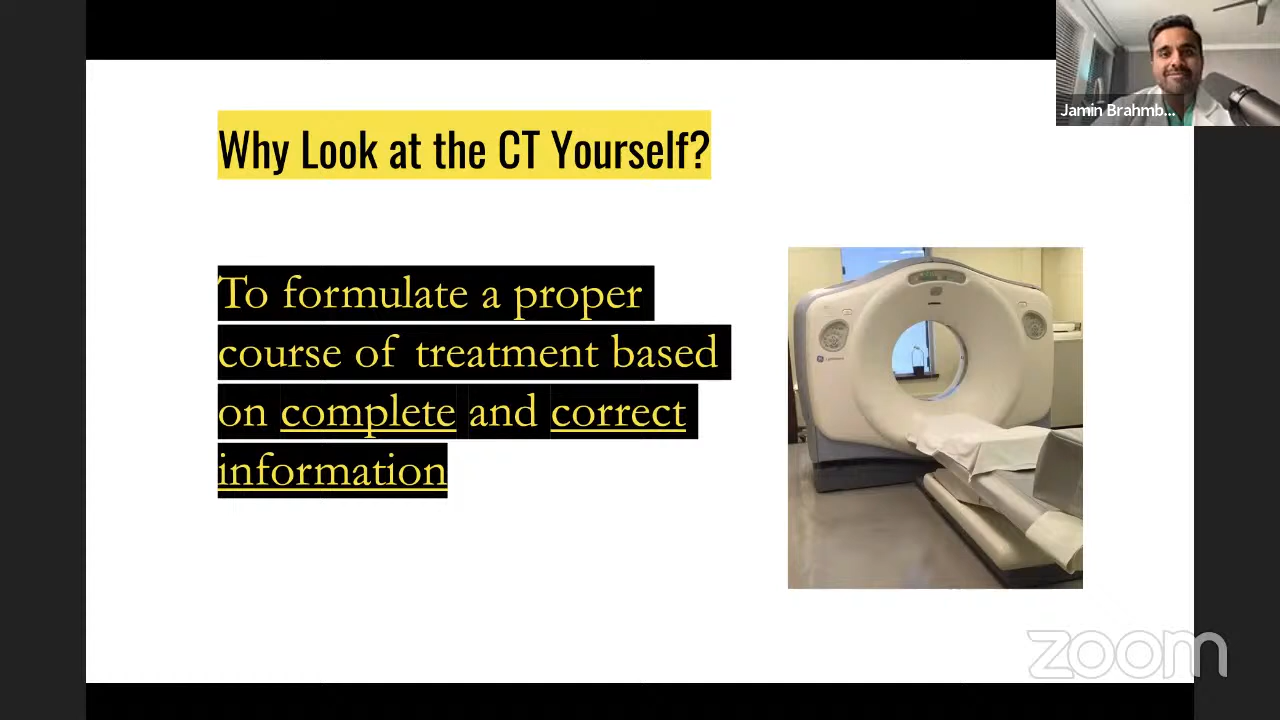 Jamin Brahmb...
Why Look at the CT Yourself?
To formulate a proper
course of treatment based
on complete and correct
information
zoom